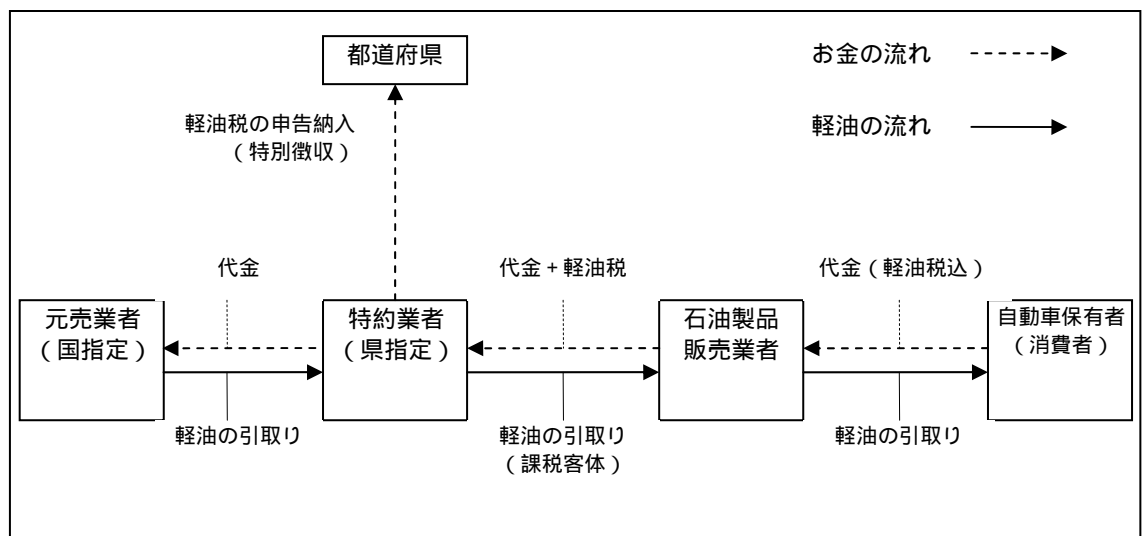 都道府県
お金の流れ
軽油税の申告納入
（特別徴収）
軽油の流れ
代金
代金＋軽油税
代金（軽油税込）
元売業者
（国指定）
特約業者
（県指定）
石油製品
販売業者
自動車保有者
（消費者）
軽油の引取り
軽油の引取り
（課税客体）
軽油の引取り